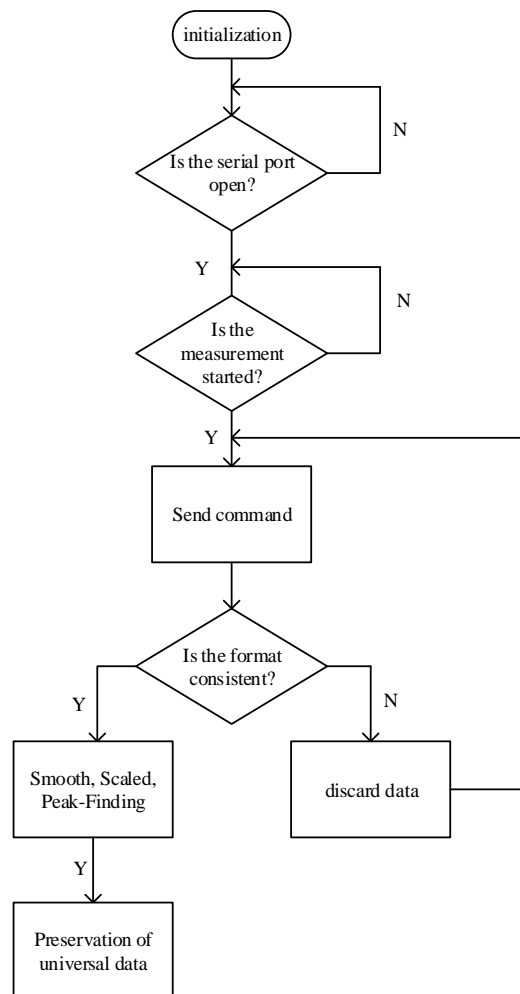 initialization
N
Is the serial port
open?
Y
N
Is the
measurement
started?
Y
Send command
Is the format
consistent?
Y
N
Smooth, Scaled,
Peak-Finding
discard data
Y
Preservation of
universal data